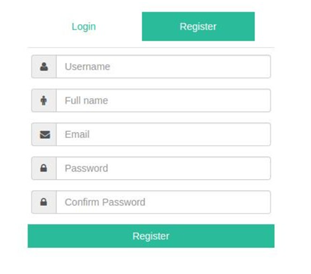 Login Register
Username
Full name
Email
Password
Confirm Password
Register